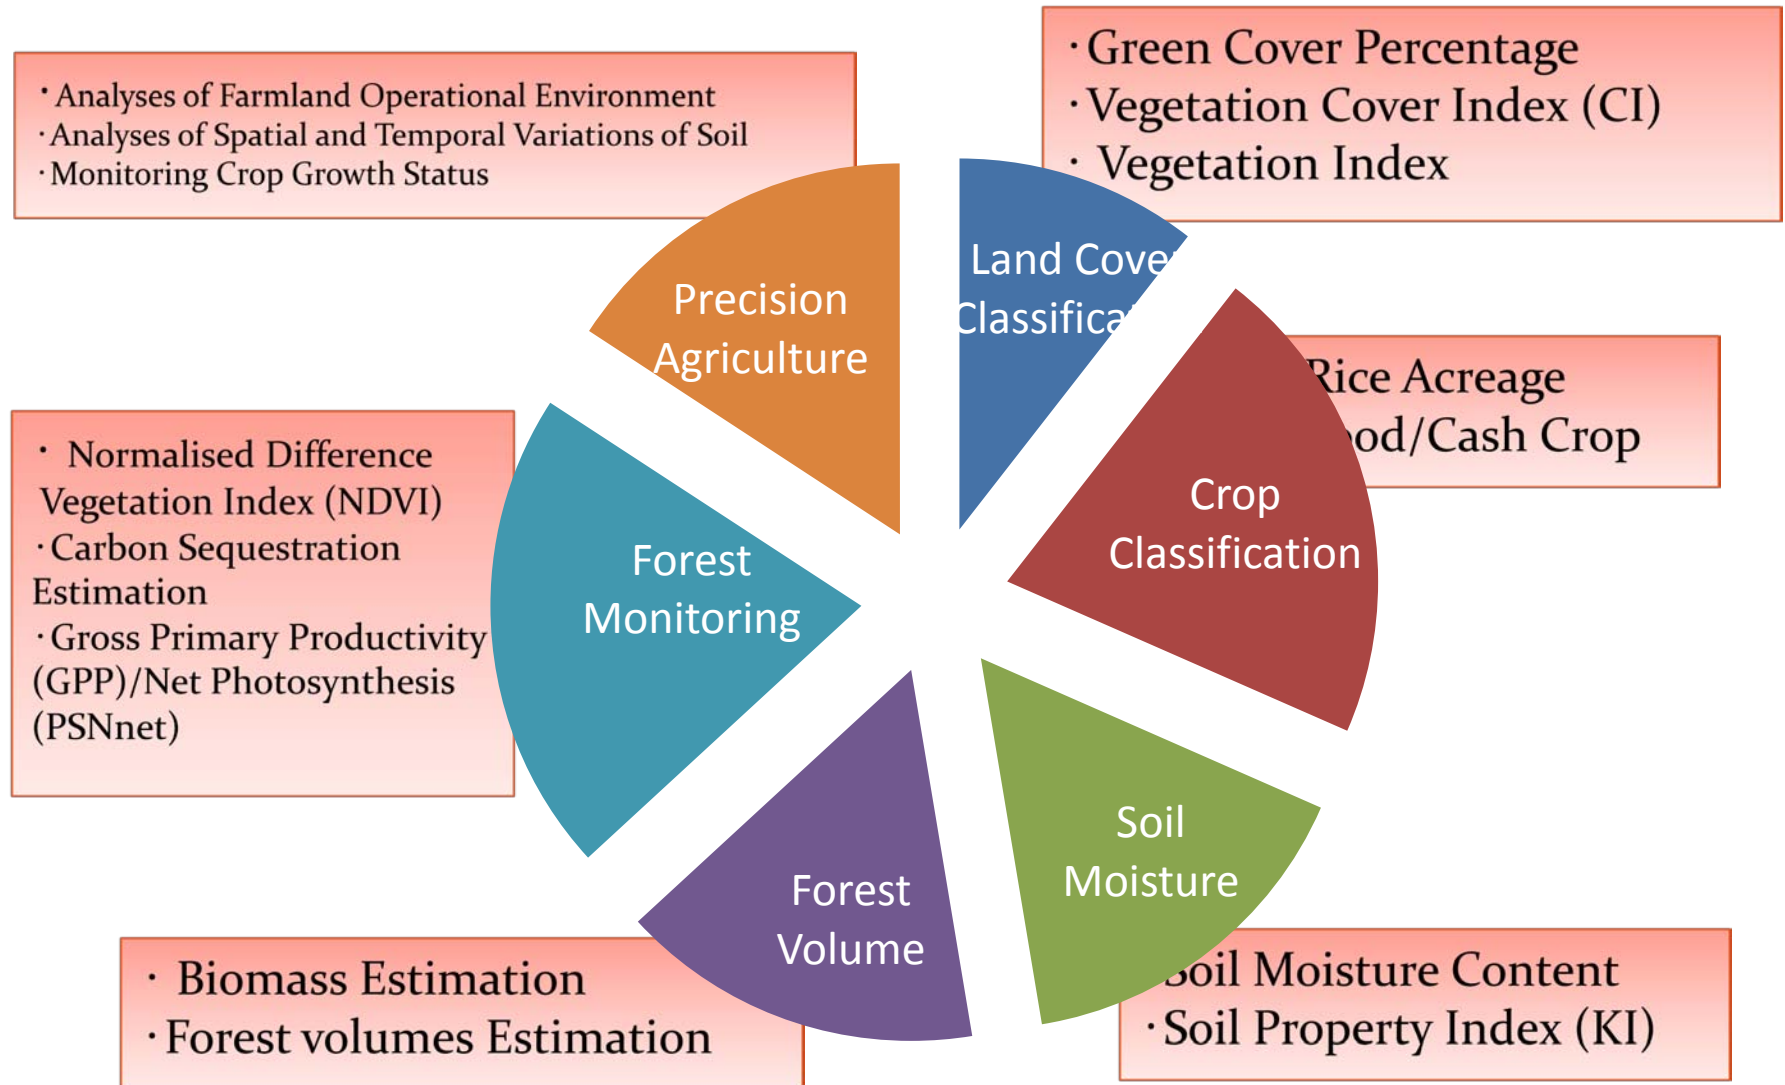 · Analyses of Farmland Operational Environment
· Analyses of Spatial and Temporal Variations of Soil
· Monitoring Crop Growth Status
· Green Cover Percentage
· Vegetation Cover Index (CI)
· Vegetation Index
Precision
Agriculture
Land Cove
Classifica
Rice Acrage
ood/Cash Crop
Crop
Classification
· Normalised Difference
Vegetation Index (NDVI)
· Carbon Sequestration
Estimation
· Gross Primary Productivity
(GPP)/Net Photosynthesis
(PSNnet)
Forest
Monitoring
Soil
Moisture
Forest
Volume
· Biomass Estimation
· Forest volumes Estimation
Soil Moisture Content
· Soil Property Index (KI)